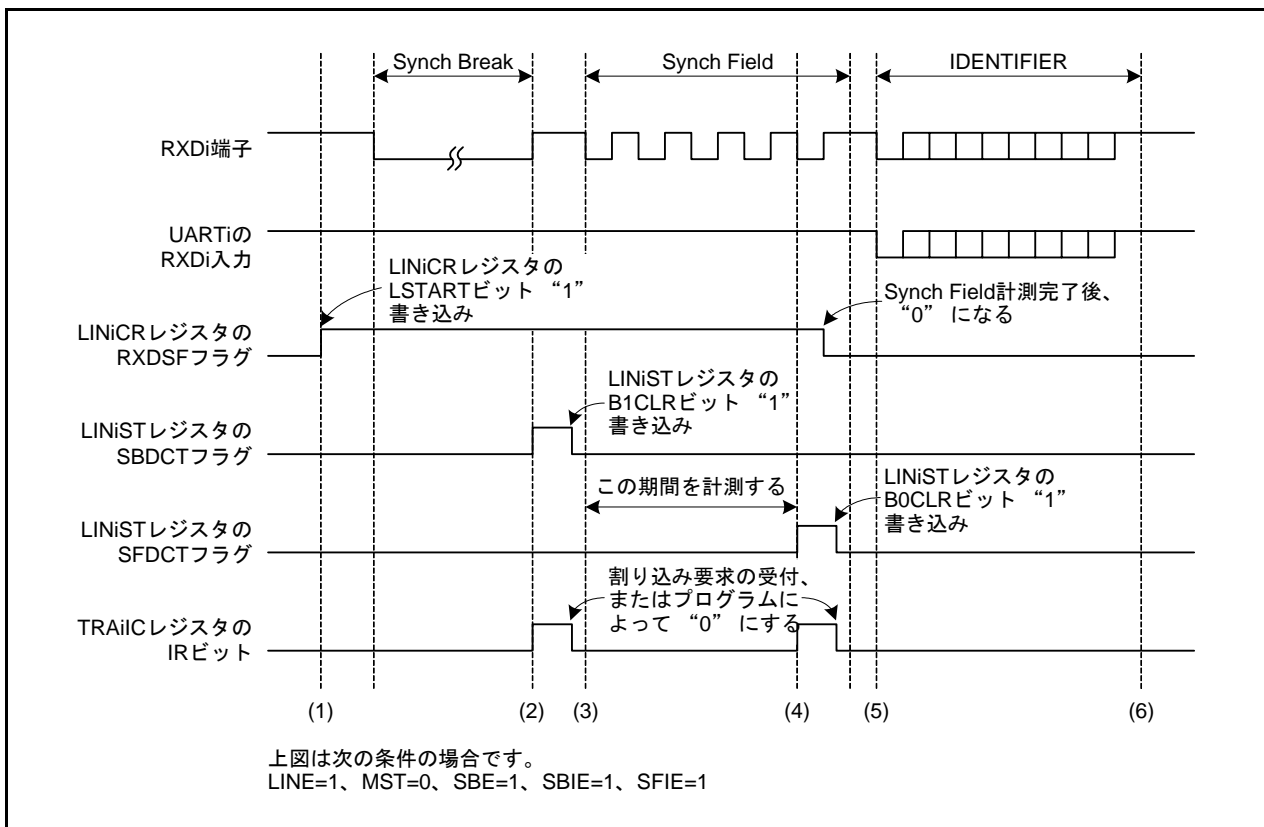 Synch Break
Synch Field
IDENTIFIER
RXDi端子
UARTiの
RXDi入力
LINiCRレジスタの
LSTARTビット “1”
書き込み
Synch Field計測完了後、
“0” になる
LINiCRレジスタの
RXDSFフラグ
LINiSTレジスタの
B1CLRビット “1”
書き込み
LINiSTレジスタの
SBDCTフラグ
この期間を計測する
LINiSTレジスタの
B0CLRビット “1”
書き込み
LINiSTレジスタの
SFDCTフラグ
割り込み要求の受付、
またはプログラムに
よって “0” にする
TRAiICレジスタの
IRビット
(1)
(2)
(3)
(4)
(5)
(6)
上図は次の条件の場合です。
LINE=1、MST=0、SBE=1、SBIE=1、SFIE=1